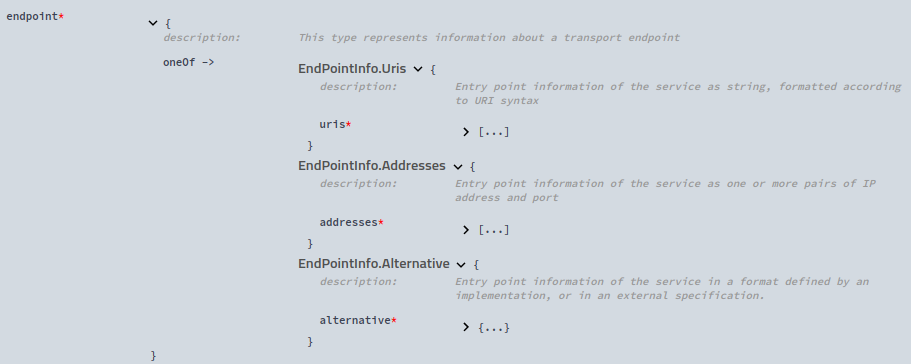 endpoint*
{
description: This type represents information about a transport endpoint
oneOf ->
EndPointInfo.Uris {
description: Entry point information of the service as string, formatted according
to URI syntax
uris* [...]
}
EndPointInfo.Addresses {
description: Entry point information of the service as one or more pairs of IP
address and port
addresses* [...]
}
EndPointInfo.Alternative {
description: Entry point information of the service in a format defined by an
implementation, or in an external specification.
alternative* {...}
}
}